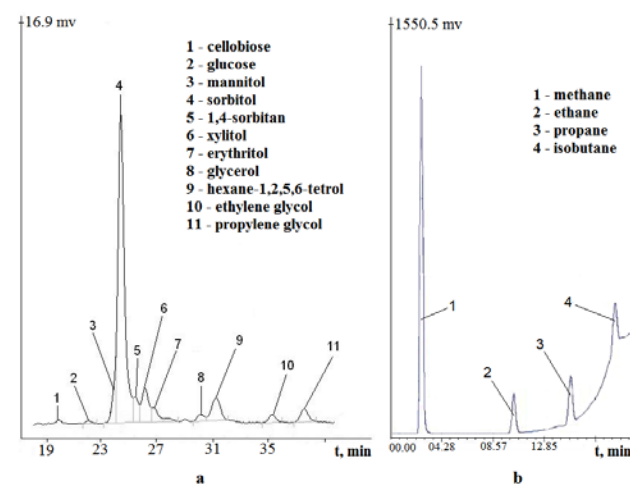 16.9 mv
1 - cellobiose
2 - glucose
3 - mannitol
4 - sorbitol
5 - 1,4-sorbitan
6 - xylitol
7 - erythritol
8 - glycerol
9 - hexane-1,2,5,6-tetrol
10 - ethylene glycol
11 - propylene glycol
4
3
6
5
7
9
11
1
2
8
10
19
23
27
31
35
t, min
a
1550.5 mv
1 - methane
2 - ethane
3 - propane
4 - isobutane
1
4
2
3
00.00
04.28
08.57
12.85
t, min
b